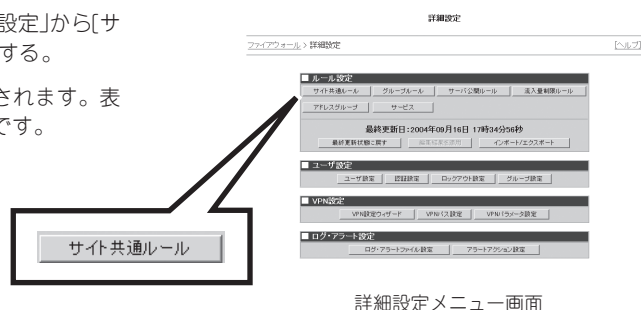 設定」から[サ
する。
されます。表
です。
詳細設定
ファイアウォール > 詳細設定 [ヘルプ]
■ ルール設定
サイト共通ルール グループルール サーバ公開ルール 流入量制限ルール
アドレスグループ サービス
最終更新日:2004年09月16日 17時34分56秒
最終更新状態に戻す 編集結果を適用 インポート/エクスポート
■ ユーザ設定
ユーザ設定 認証設定 ロックアウト設定 グループ設定
■ VPN設定
VPN設定ウィザード VPNパス設定 VPNパラメータ設定
■ ログ・アラート設定
ログ・アラートファイル設定 アラートアクション設定
サイト共通ルール
詳細設定メニュー画面